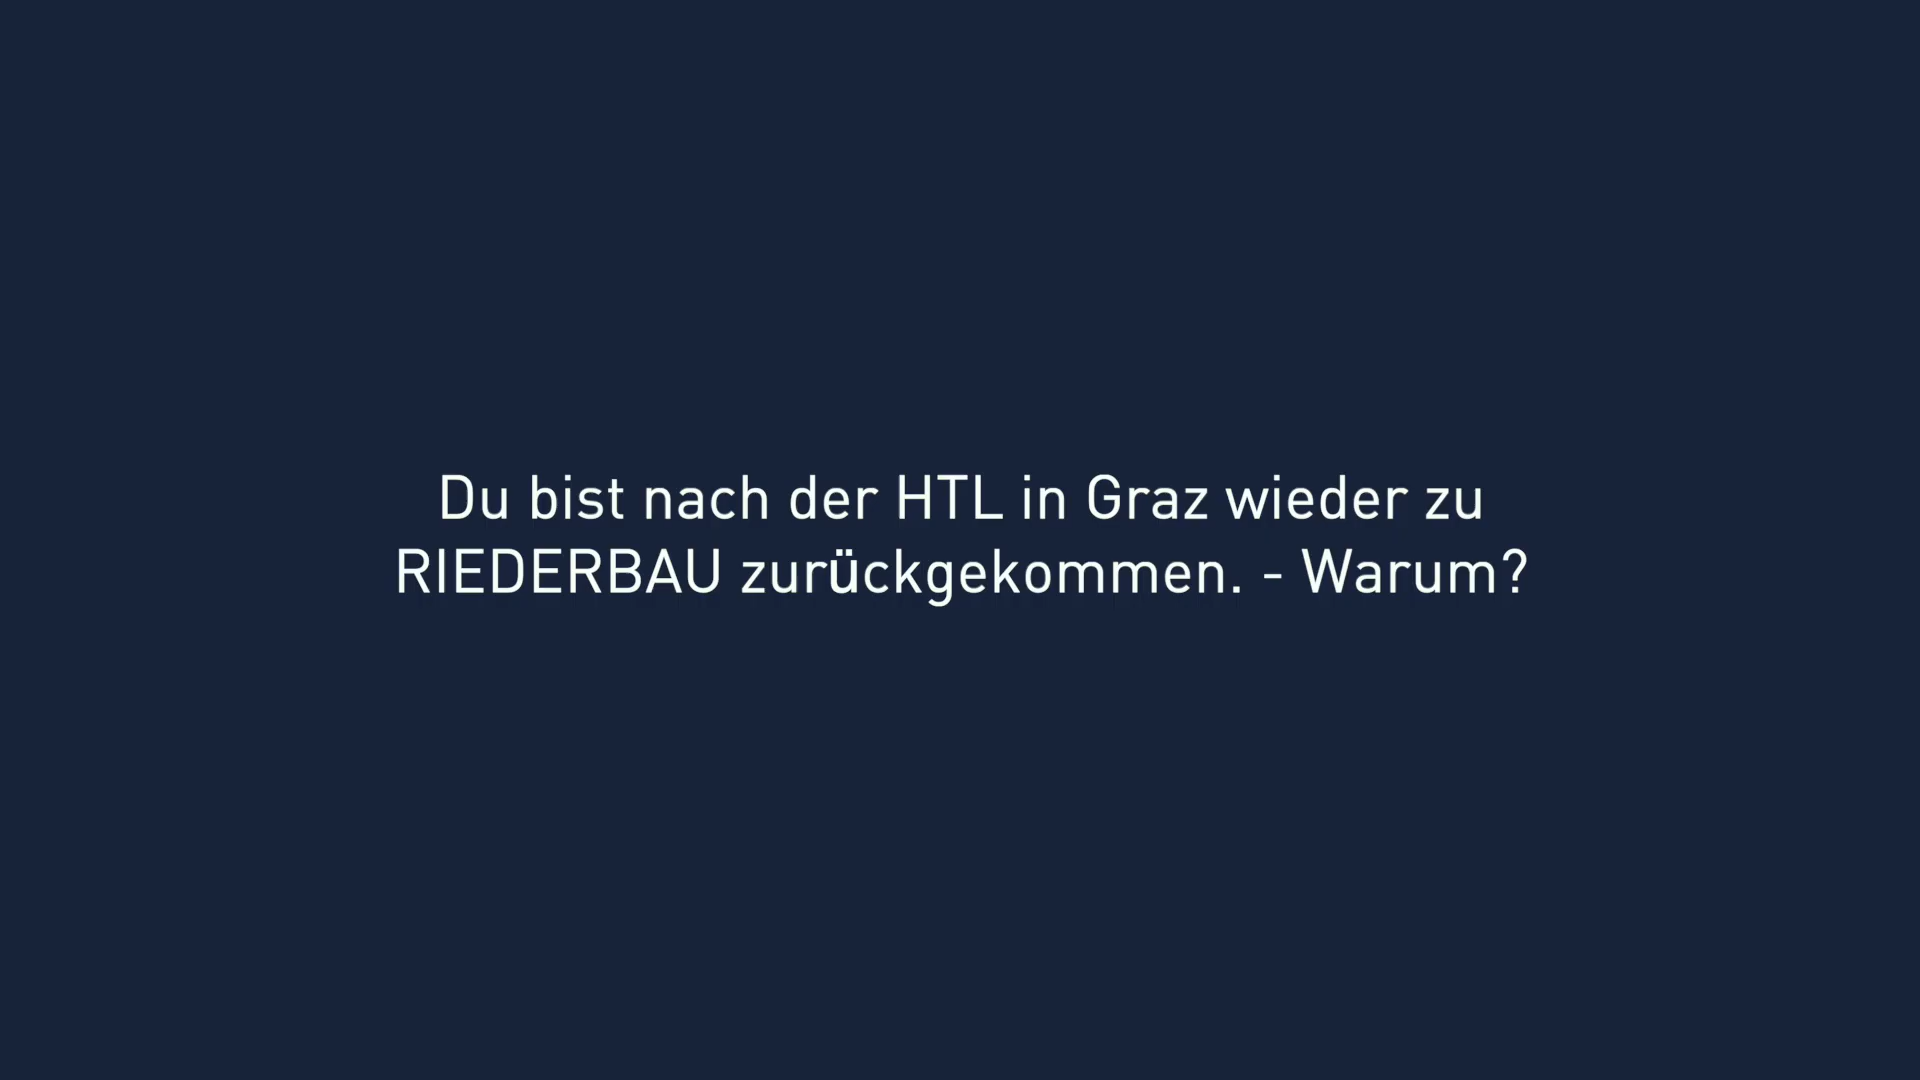 Du bist nach der HTL in Graz wieder zu
RIEDERBAU zurückgekommen. - Warum?